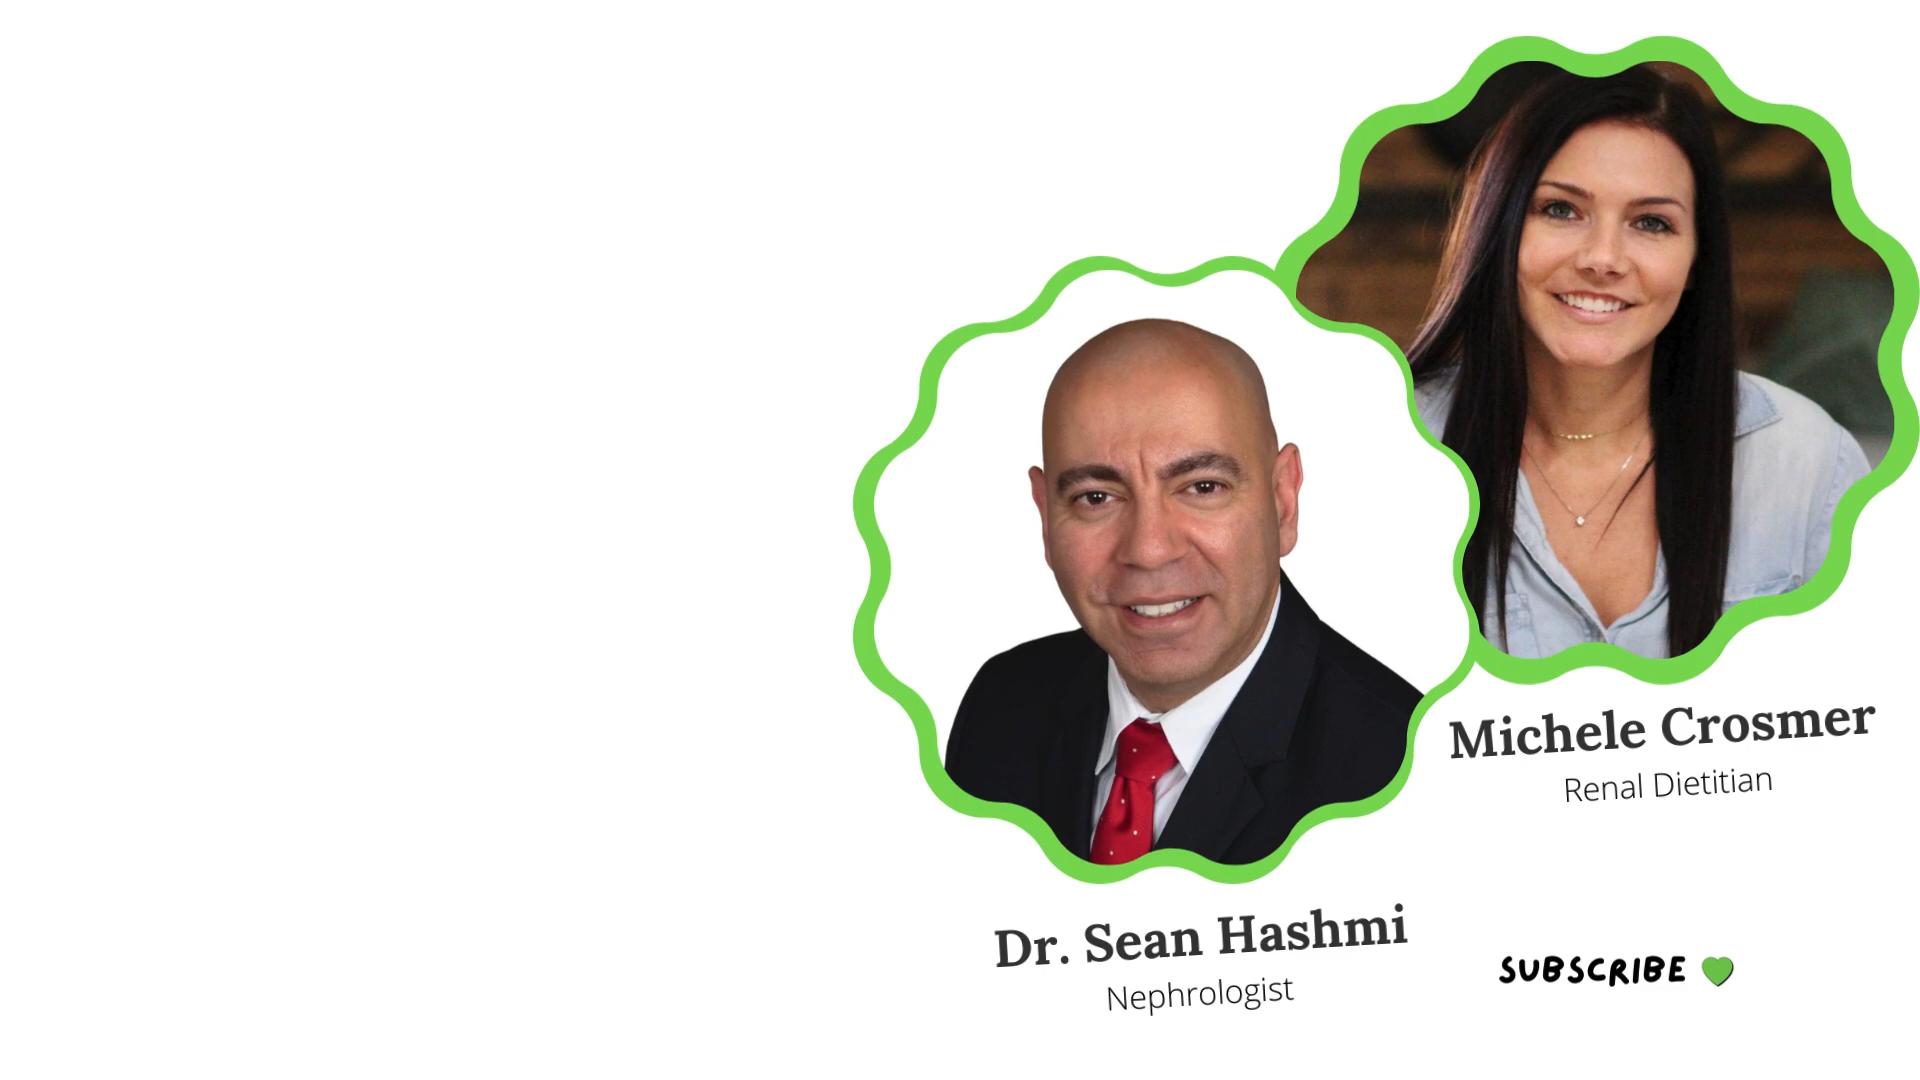 Michele Crosmer
Renal Dietitian
Dr. Sean Hashmi
Nephrologist
SUBSCRIBE